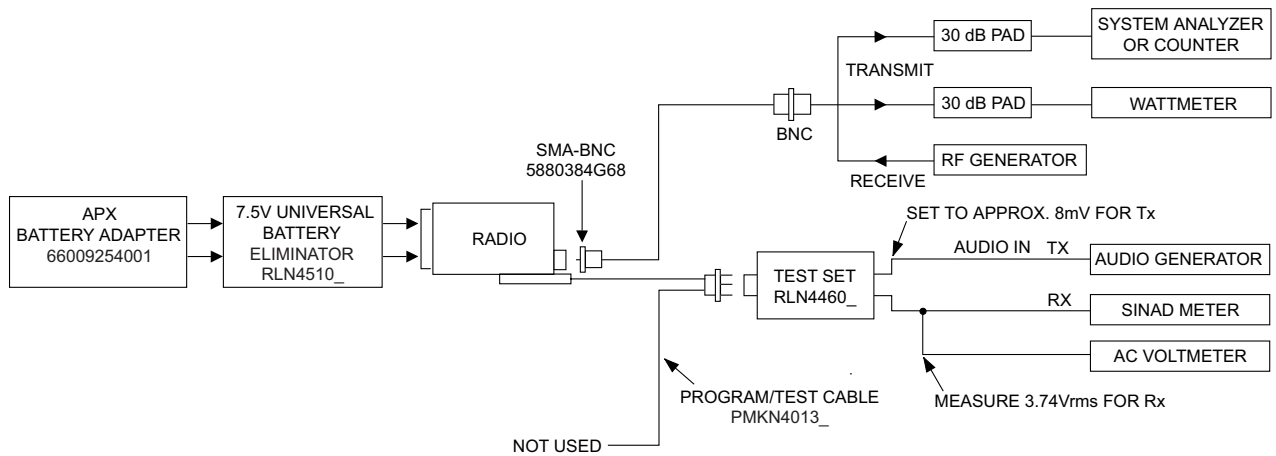 30 dB PAD
SYSTEM ANALYZER
OR COUNTER
TRANSMIT
30 dB PAD
WATTMETER
BNC
SMA-BNC
5880384G68
RF GENERATOR
RECEIVE
APX
BATTERY ADAPTER
66009254001
7.5V UNIVERSAL
BATTERY
ELIMINATOR
RLN4510_
RADIO
SET TO APPROX. 8mV FOR Tx
AUDIO IN TX
AUDIO GENERATOR
TEST SET
RLN4460_
RX
SINAD METER
AC VOLTMETER
PROGRAM/TEST CABLE
PMKN4013_
MEASURE 3.74Vrms FOR Rx
NOT USED